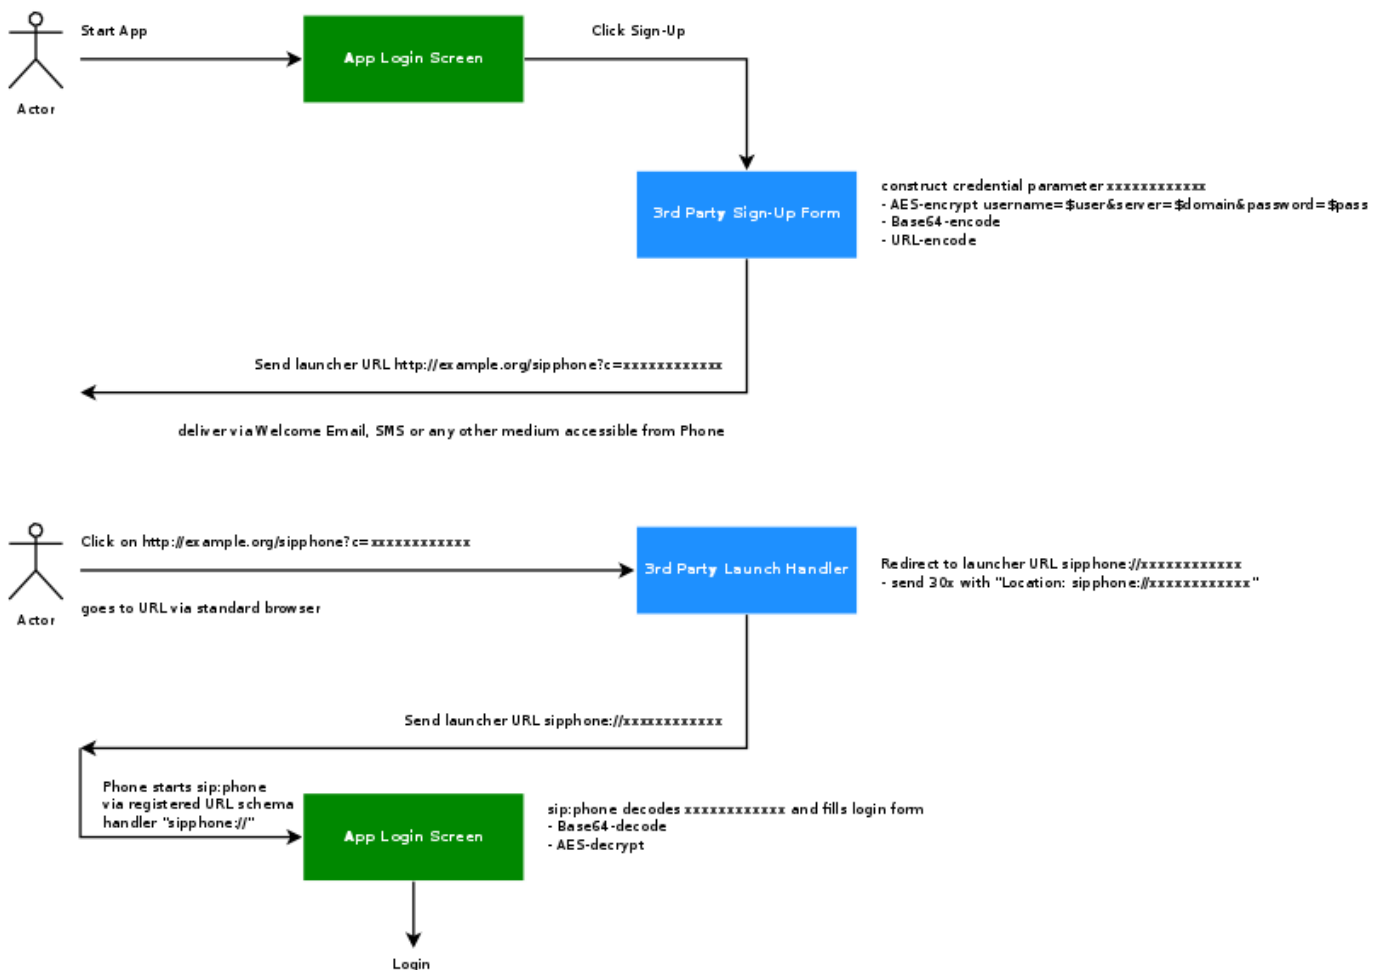 Start App
Click Sign-Up
App Login Screen
Actor
3rd Party Sign-Up Form
construct credential parameter xxxxxxxxxxxx
- AES-encrypt username=$user&server=$domain&password=$pass
- Base64-encode
- URL-encode
Send launcher URL http://example.org/sipphone?c=xxxxxxxxxxxx
deliver via Welcome Email, SMS or any other medium accessible from Phone
Click on http://example.org/sipphone?c=xxxxxxxxxxxx
3rd Party Launch Handler
Redirect to launcher URL sipphone://xxxxxxxxxxxx
- send 30x with "Location: sipphone://xxxxxxxxxxxx"
goes to URL via standard browser
Actor
Send launcher URL sipphone://xxxxxxxxxxxx
Phone starts sip:phone
via registered URL schema
handler "sipphone://"
App Login Screen
sip:phone decodes xxxxxxxxxxxx and fills login form
- Base64-decode
- AES-decrypt
Login